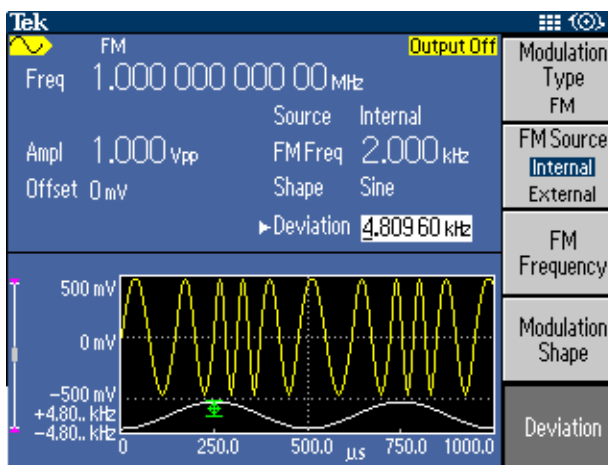 Tek
FM
Output Off
Freq 1.000 000 000 00 MHz
Source Internal
Ampl 1.000 Vpp
FM Freq 2.000 kHz
Offset 0 mV
Shape Sine
Deviation 4.809 60 kHz
500 mV
0 mV
−500 mV
+4.80.. kHz
−4.80.. kHz
0 250.0 500.0 µs 750.0 1000.0
Modulation
Type
FM
FM Source
Internal
External
FM
Frequency
Modulation
Shape
Deviation